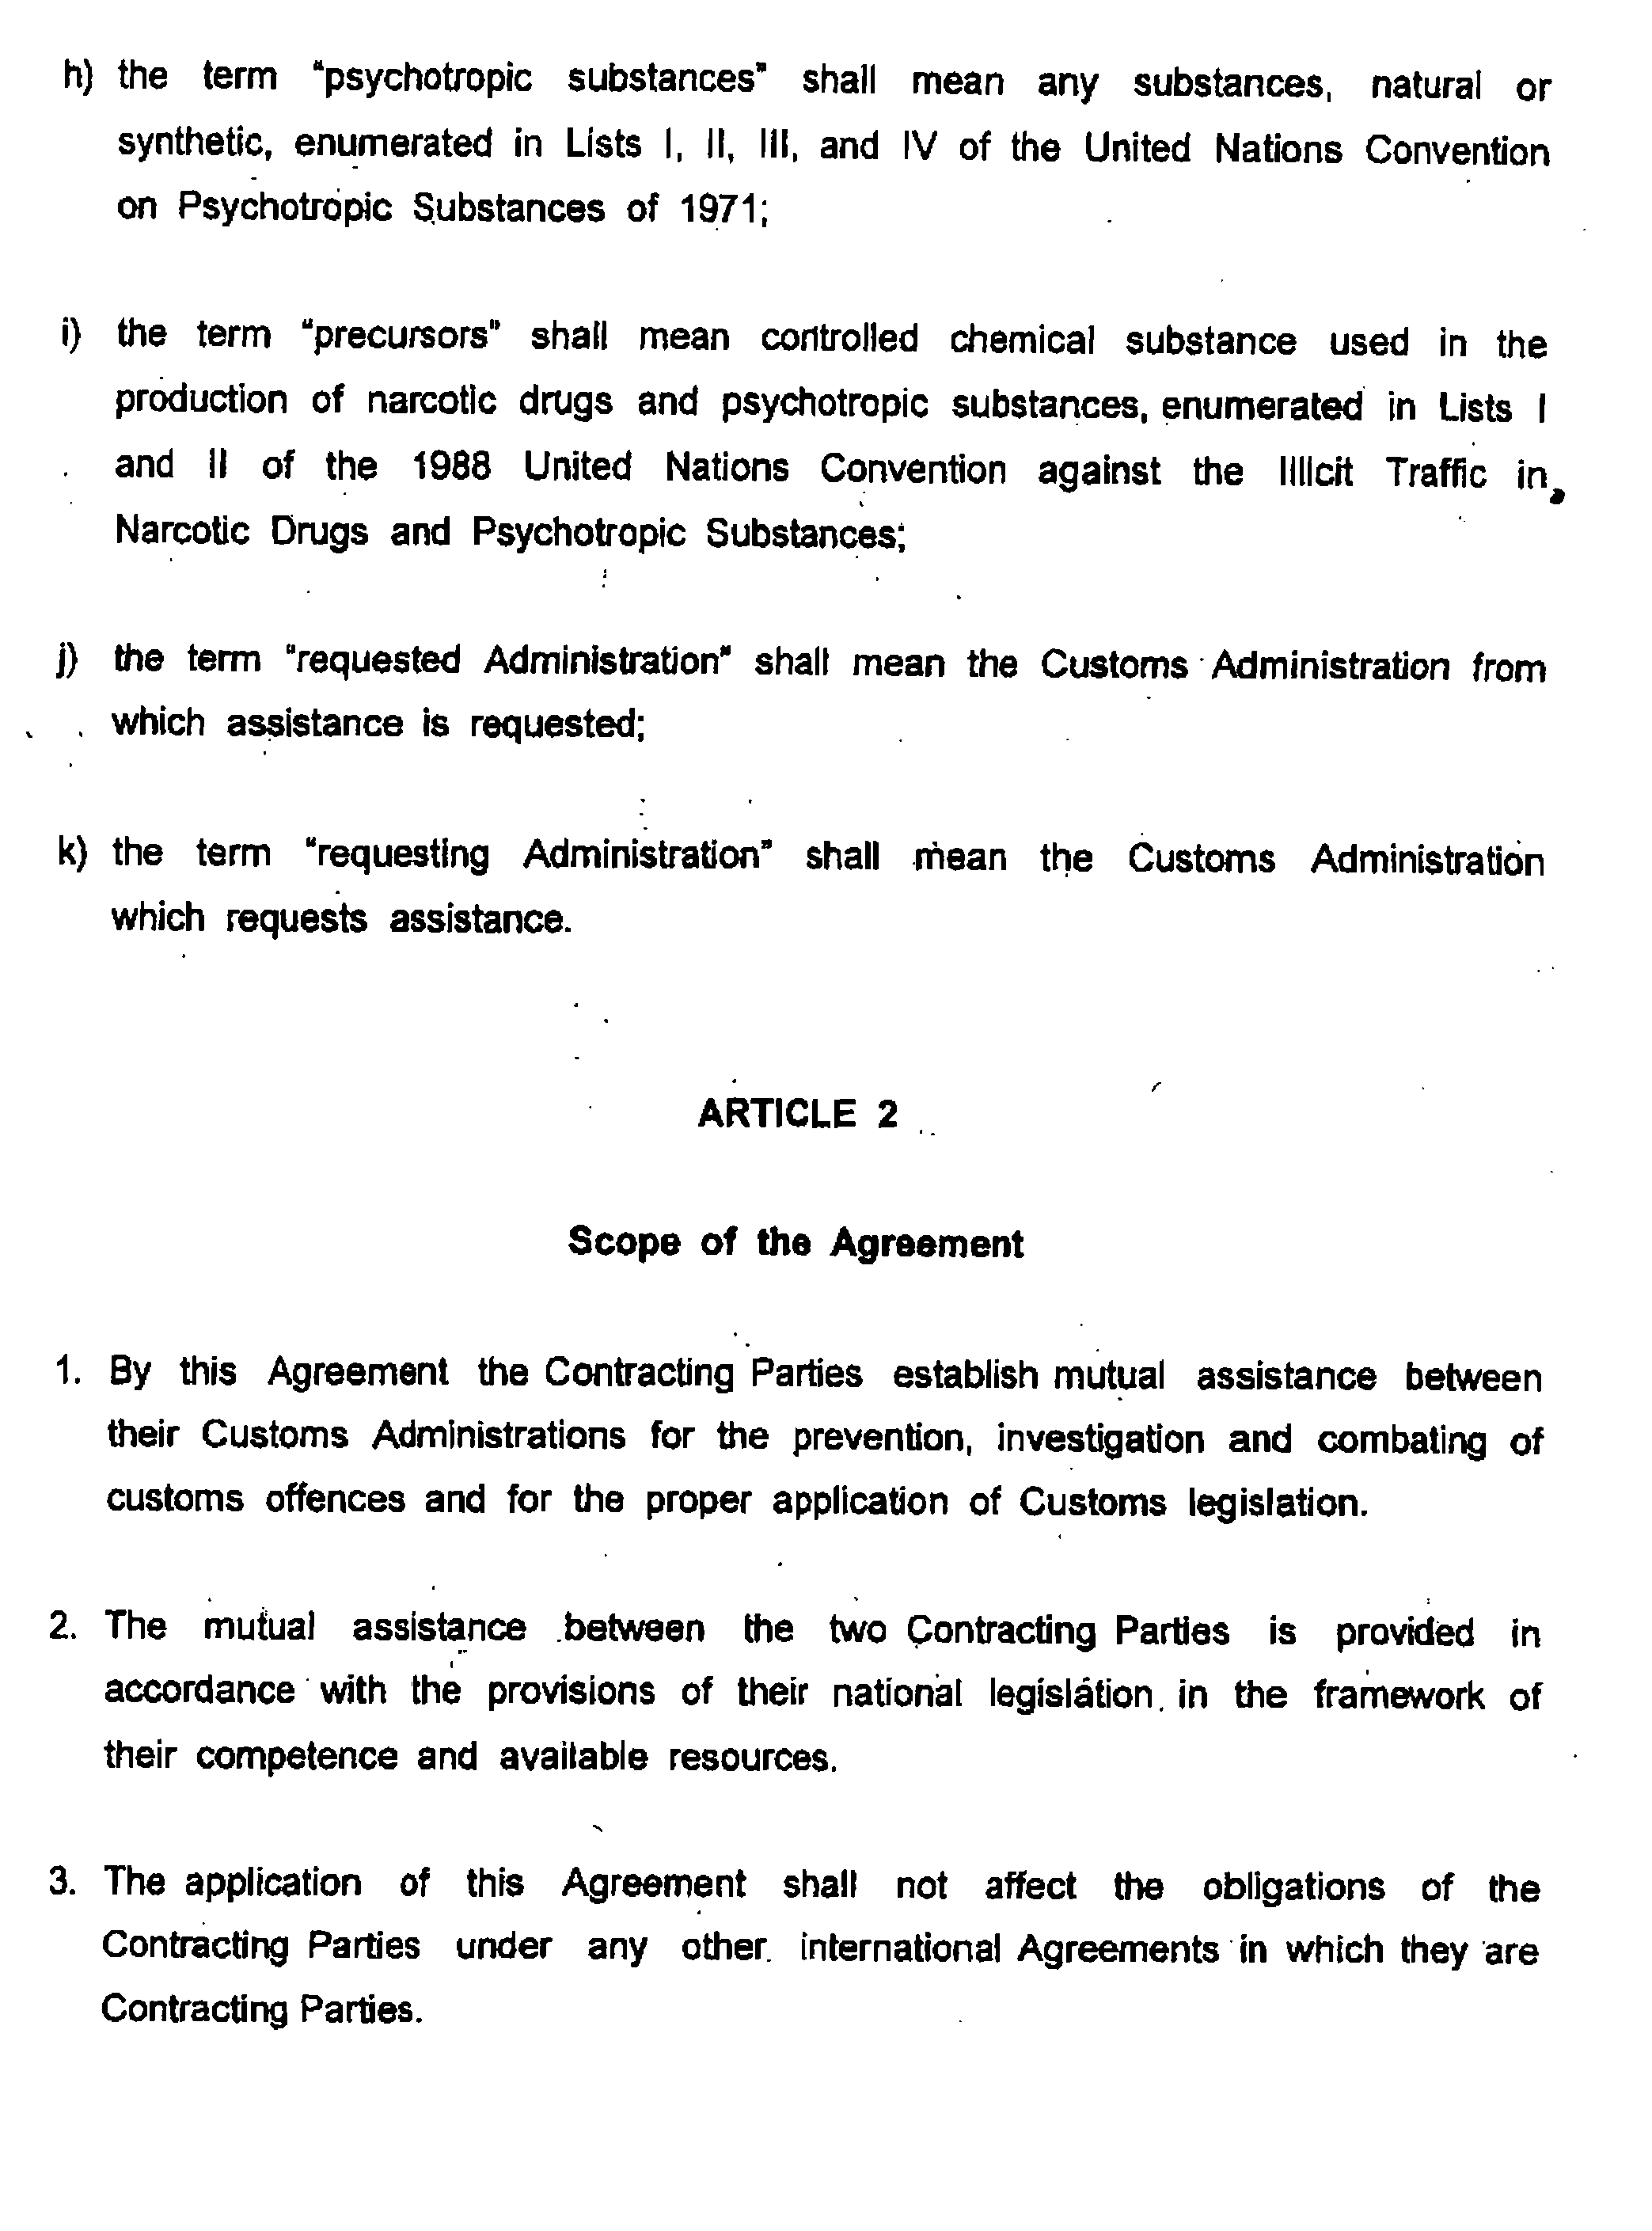 h) the term "psychotropic substances" shall mean any substances, natural or
synthetic, enumerated in Lists I, II, III, and IV of the United Nations Convention
on Psychotropic Substances of 1971;
i) the term "precursors" shall mean controlled chemical substance used in the
production of narcotic drugs and psychotropic substances, enumerated in Lists I
and II of the 1988 United Nations Convention against the Illicit Traffic in
Narcotic Drugs and Psychotropic Substances;
j) the term "requested Administration" shall mean the Customs Administration from
which assistance is requested;
k) the term "requesting Administration" shall mean the Customs Administration
which requests assistance.
ARTICLE 2
Scope of the Agreement
1. By this Agreement the Contracting Parties establish mutual assistance between
their Customs Administrations for the prevention, investigation and combating of
customs offences and for the proper application of Customs legislation.
2. The mutual assistance between the two Contracting Parties is provided in
accordance with the provisions of their national legislation, in the framework of
their competence and available resources.
3. The application of this Agreement shall not affect the obligations of the
Contracting Parties under any other international Agreements in which they are
Contracting Parties.